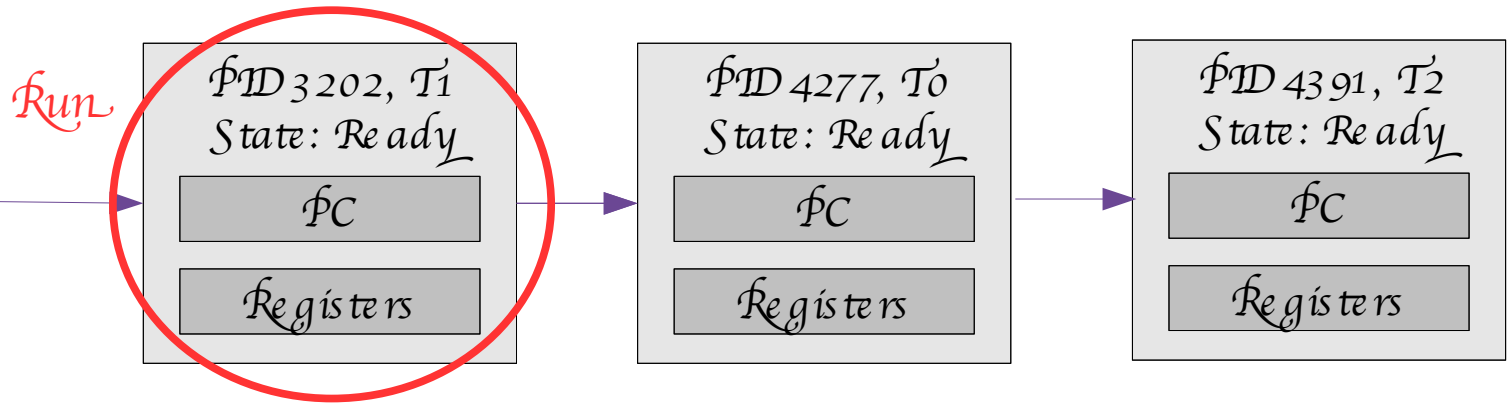 Run
PID 3202, T1
State: Ready
PC
Registers
PID 4277, T0
State: Ready
PC
Registers
PID 4391, T2
State: Ready
PC
Registers